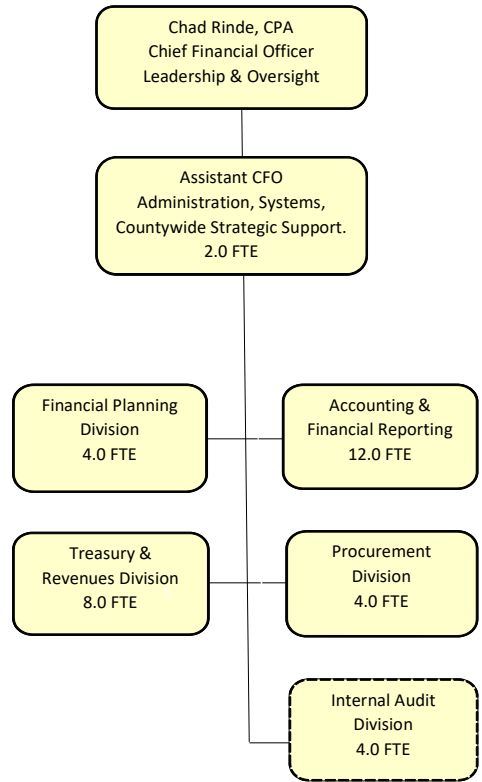 Chad Rinde, CPA
Chief Financial Officer
Leadership & Oversight
Assistant CFO
Administration, Systems,
Countywide Strategic Support.
2.0 FTE
Financial Planning
Division
4.0 FTE
Accounting &
Financial Reporting
12.0 FTE
Treasury &
Revenues Division
8.0 FTE
Procurement
Division
4.0 FTE
Internal Audit
Division
4.0 FTE